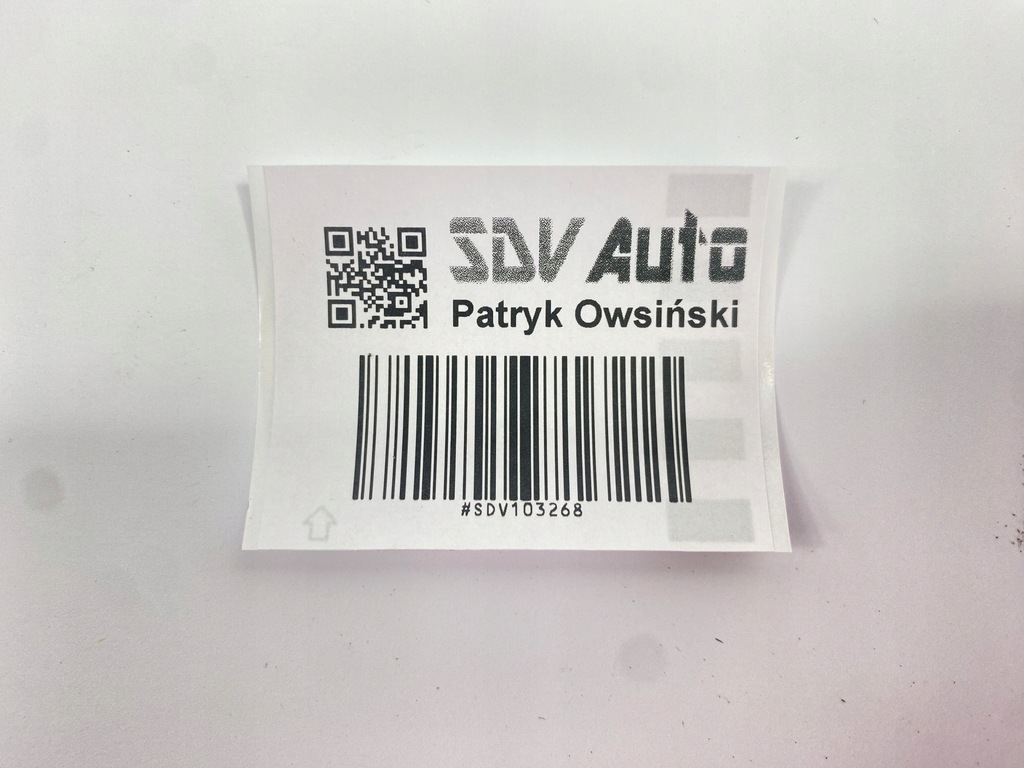 SDV Auto
Patryk Owsiński
#SDV103268